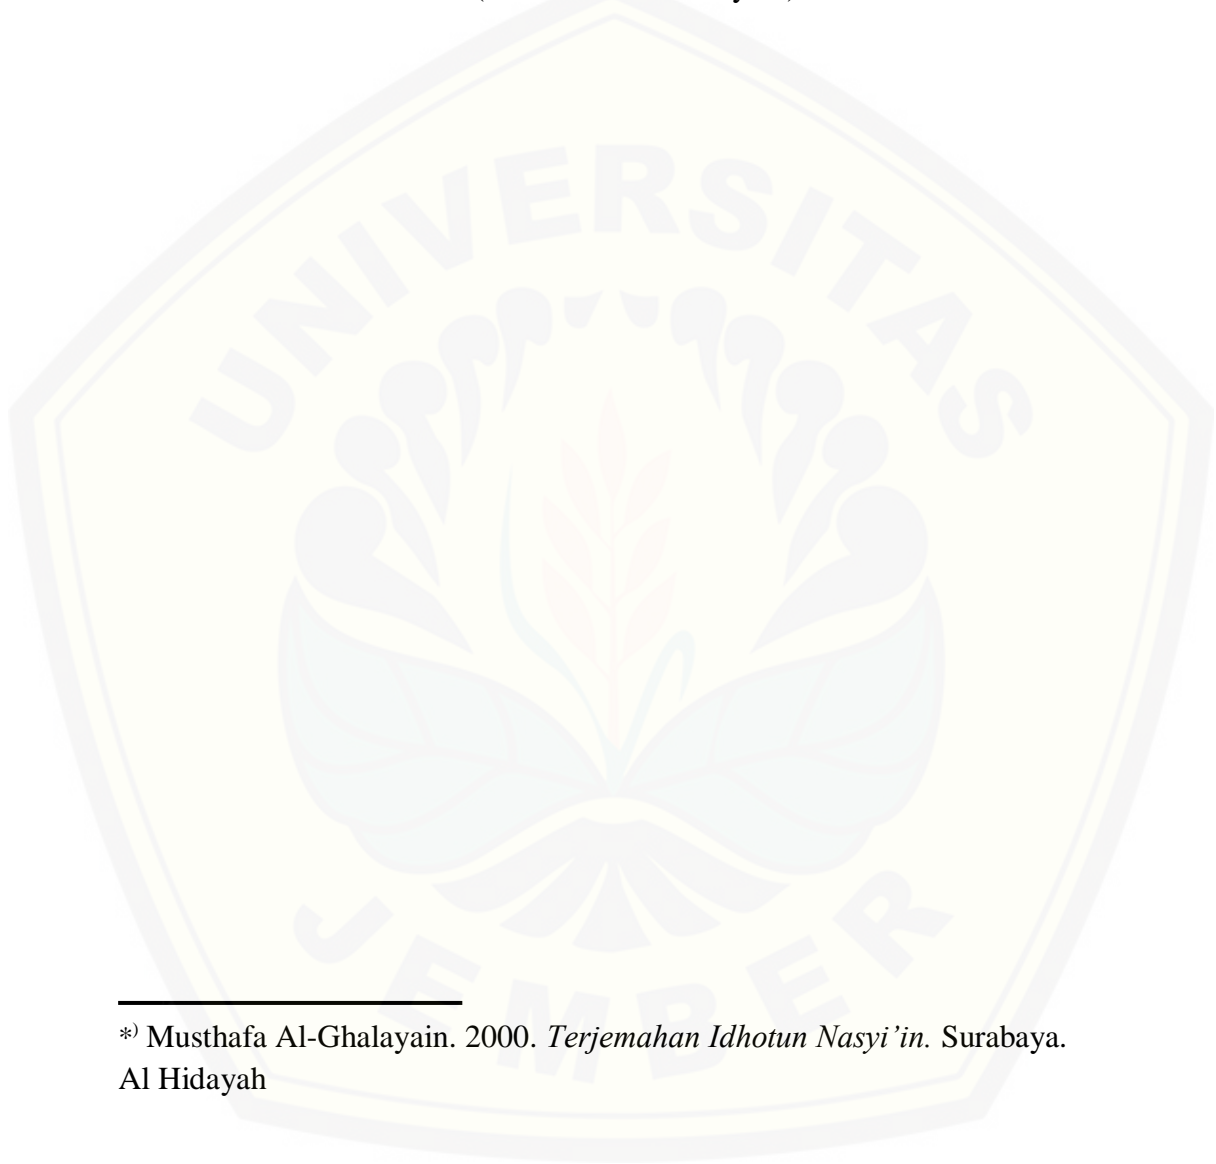 UNIVERSITAS
JEMBER
*) Musthafa Al-Ghalayain. 2000. Terjemahan Idhotun Nasyi’in. Surabaya.
Al Hidayah